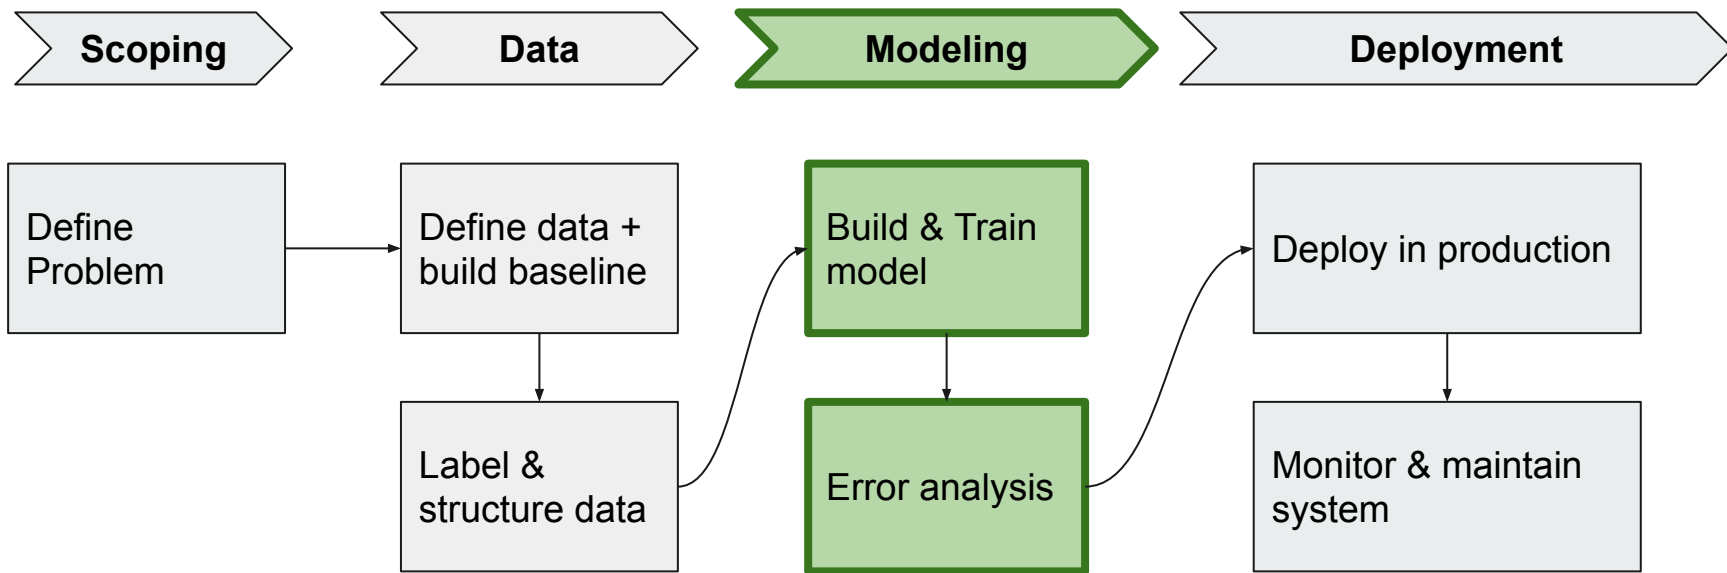 Scoping
Data
Modeling
Deployment
Define
Problem
Define data +
build baseline
Label &
structure data
Build & Train
model
Error analysis
Deploy in production
Monitor & maintain
system